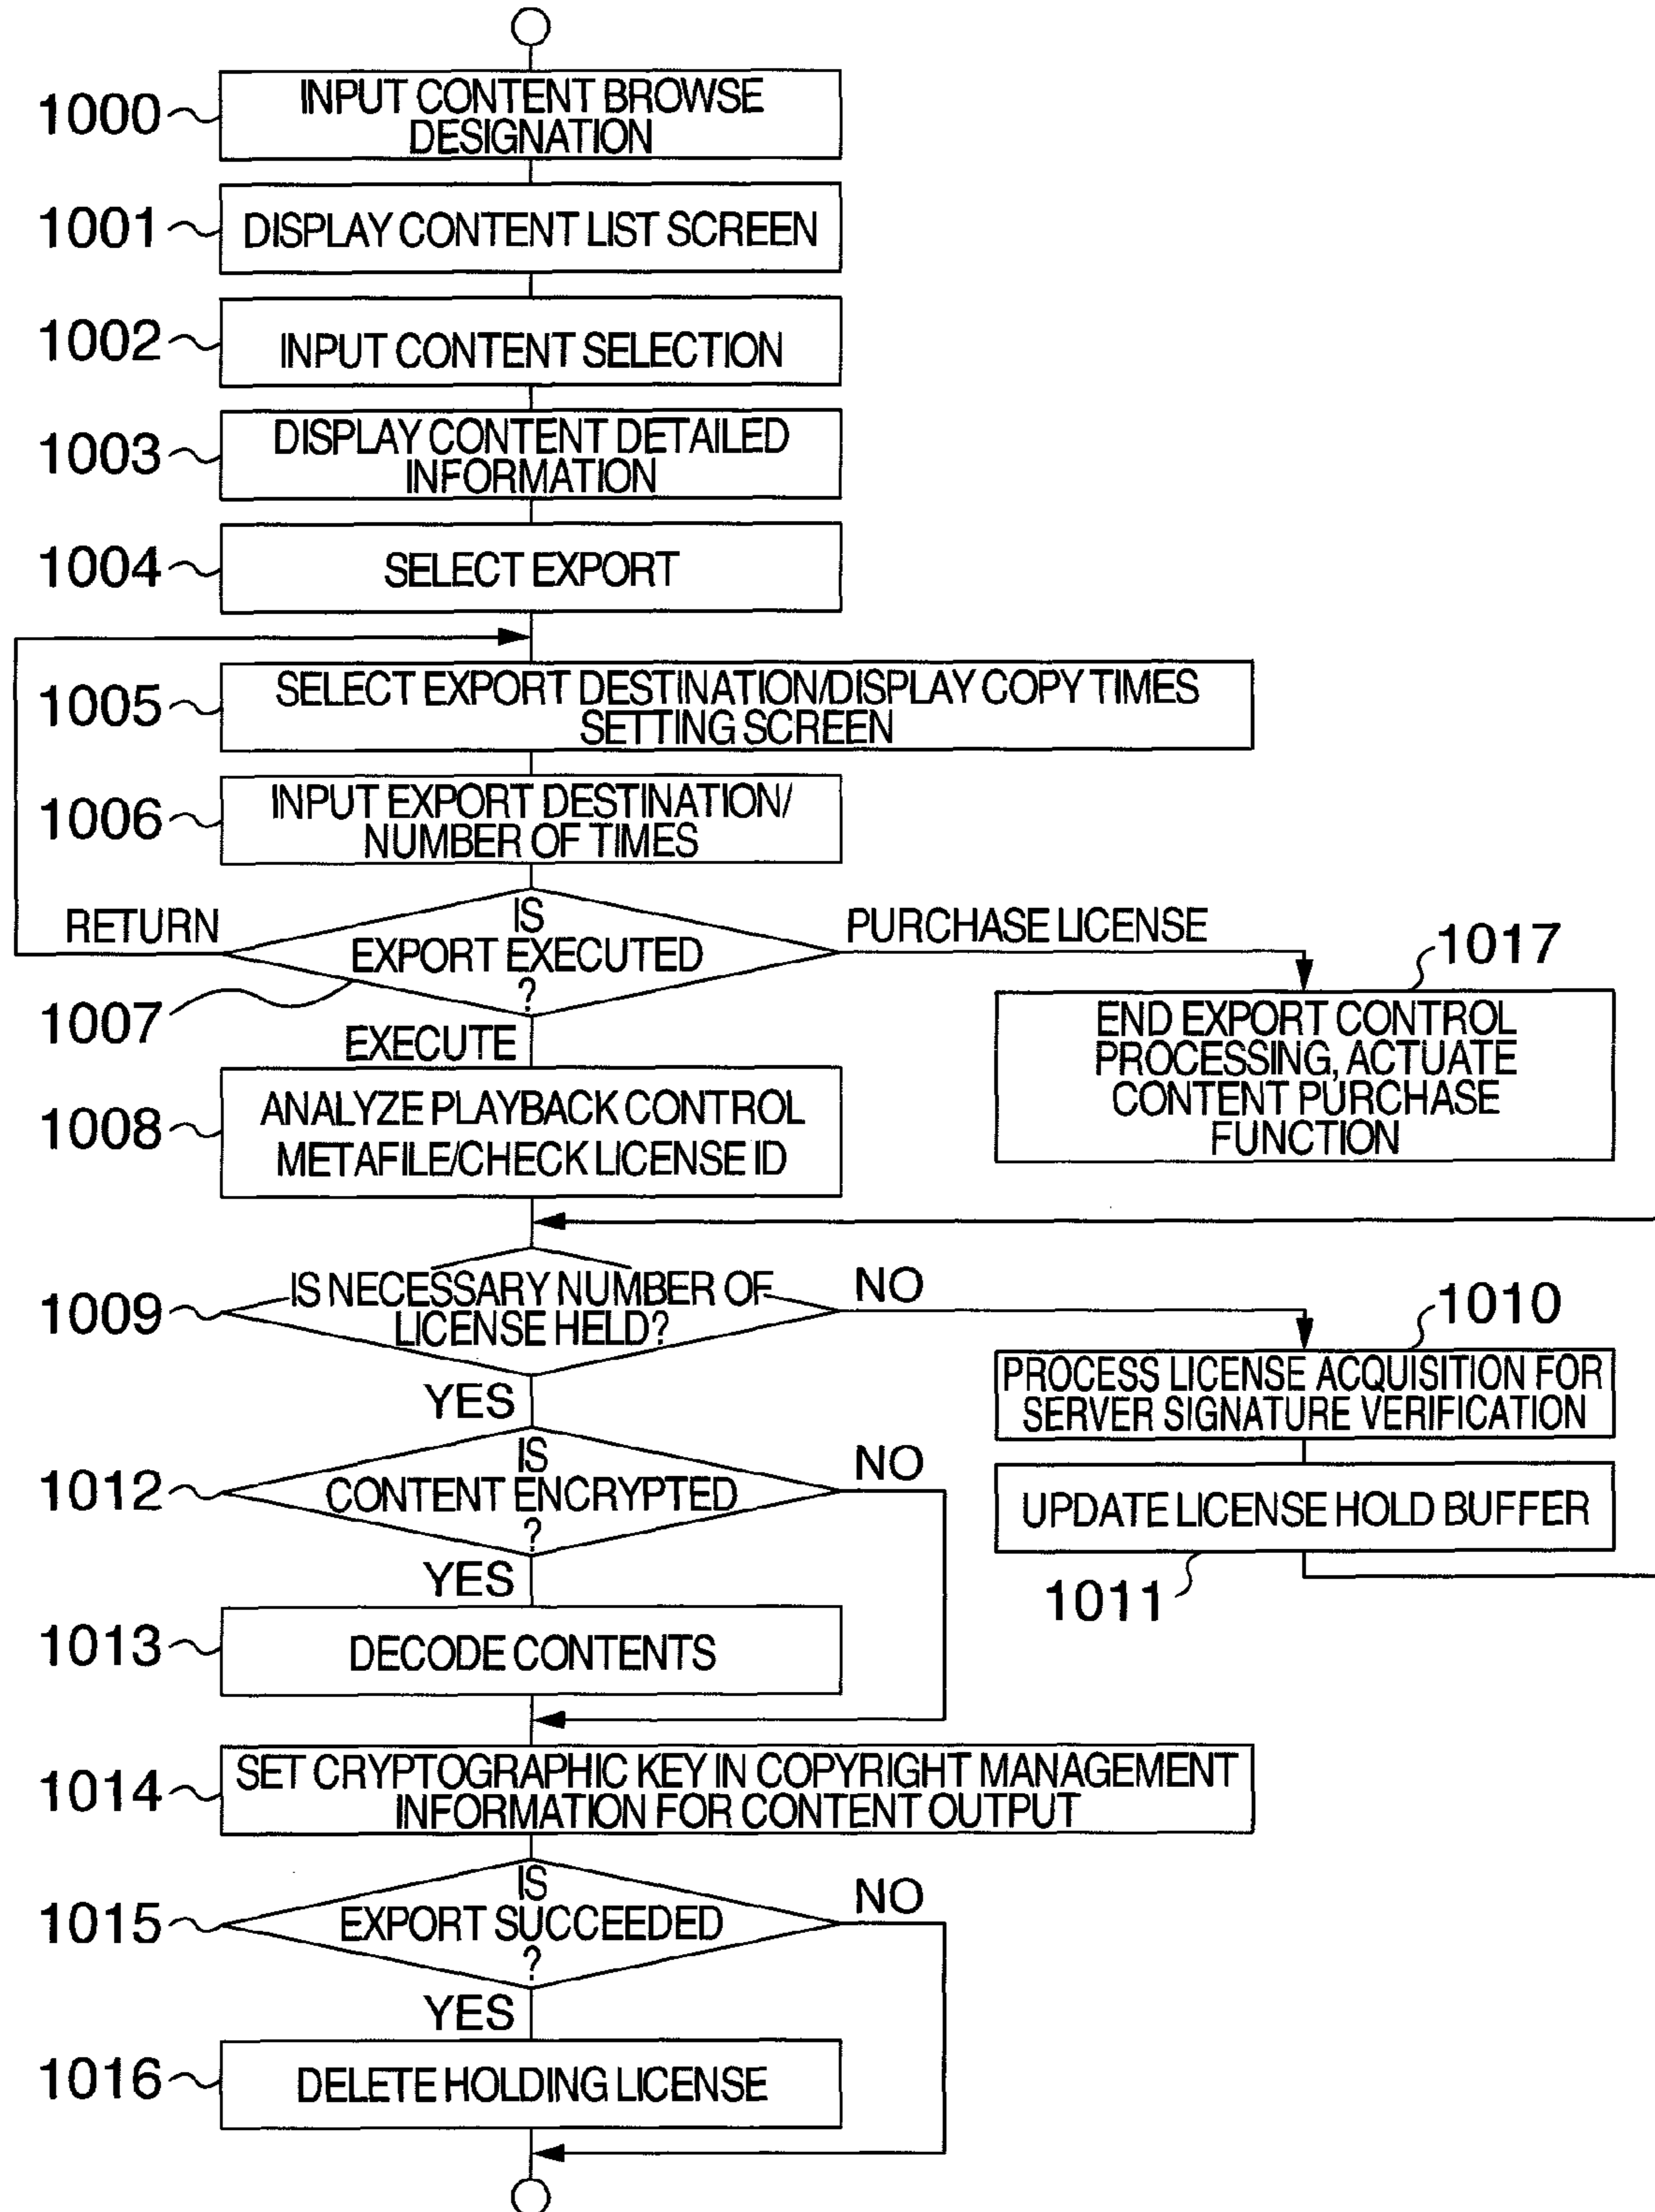 1000
INPUT CONTENT BROWSE
DESIGNATION
1001
DISPLAY CONTENT LIST SCREEN
1002
INPUT CONTENT SELECTION
1003
DISPLAY CONTENT DETAILED
INFORMATION
1004
SELECT EXPORT
1005
SELECT EXPORT DESTINATION/DISPLAY COPY TIMES
SETTING SCREEN
1006
INPUT EXPORT DESTINATION/
NUMBER OF TIMES
RETURN
IS
EXPORT EXECUTED
?
PURCHASE LICENSE
1007
EXECUTE
1017
END EXPORT CONTROL
PROCESSING, ACTUATE
CONTENT PURCHASE
FUNCTION
1008
ANALYZE PLAYBACK CONTROL
METAFILE/CHECK LICENSE ID
1009
IS NECESSARY NUMBER OF
LICENSE HELD?
NO
YES
1010
PROCESS LICENSE ACQUISITION FOR
SERVER SIGNATURE VERIFICATION
UPDATE LICENSE HOLD BUFFER
1011
1012
IS
CONTENT ENCRYPTED
?
NO
YES
1013
DECODE CONTENTS
1014
SET CRYPTOGRAPHIC KEY IN COPYRIGHT MANAGEMENT
INFORMATION FOR CONTENT OUTPUT
1015
IS
EXPORT SUCCEEDED
?
NO
YES
1016
DELETE HOLDING LICENSE